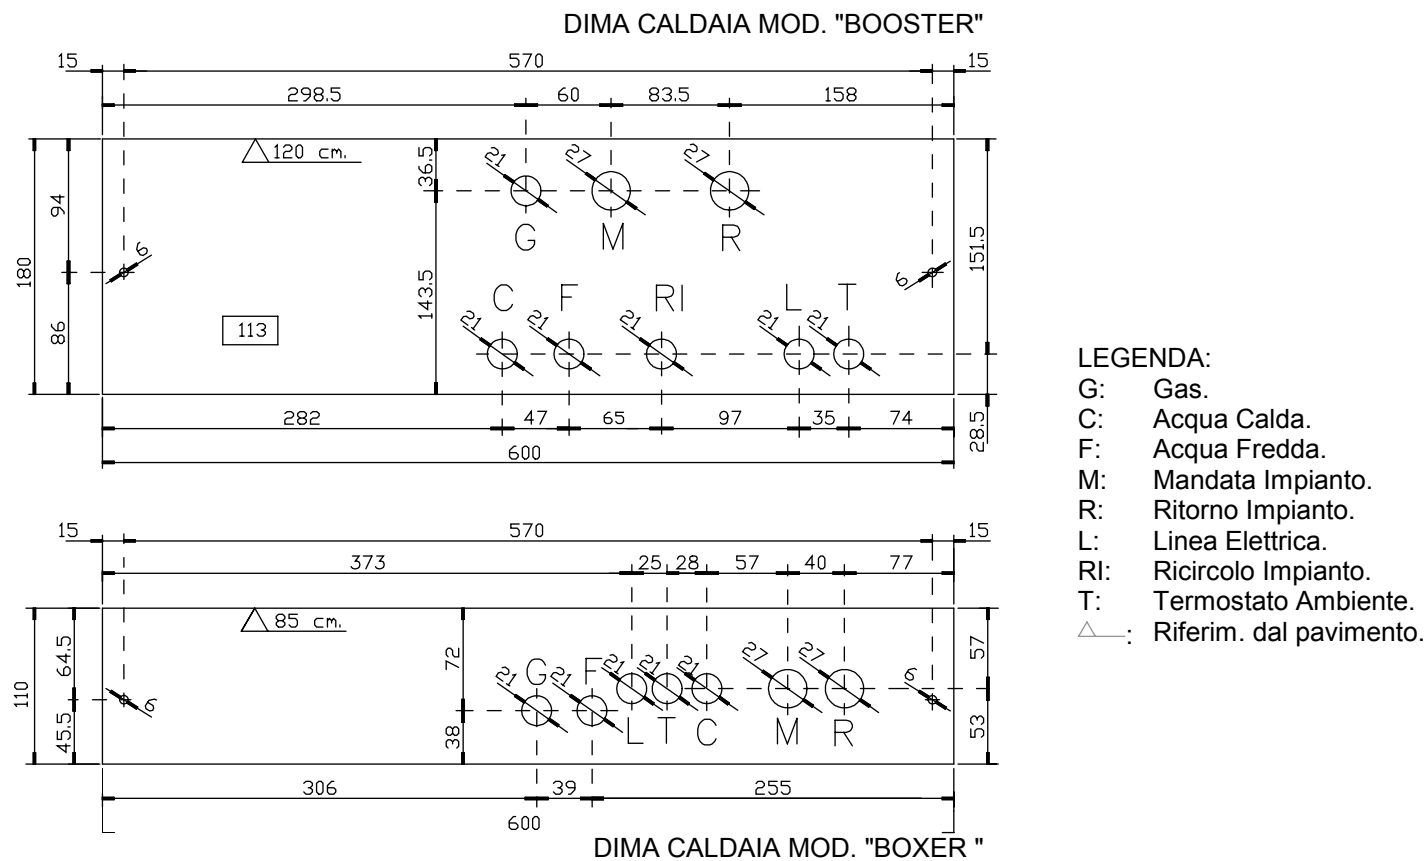 DIMA CALDAIA MOD. "BOOSTER"
15 570 15
298.5 60 83.5 158
120 cm.
36.5
21 27 27
94
G M R
6 6
180
151.5
143.5
C F RI L T
86
113
21 21 21 21 21
282 47 65 97 35 74
28.5
600
15 570 15
373 25 28 57 40 77
85 cm.
64.5
72
57
110
G F
21 21 21 21 21 27 27
6 6
L T C M R
45.5
38
53
306 39 255
600
DIMA CALDAIA MOD. "BOXER "
LEGENDA:
G: Gas.
C: Acqua Calda.
F: Acqua Fredda.
M: Mandata Impianto.
R: Ritorno Impianto.
L: Linea Elettrica.
RI: Ricircolo Impianto.
T: Termostato Ambiente.
: Riferim. dal pavimento.